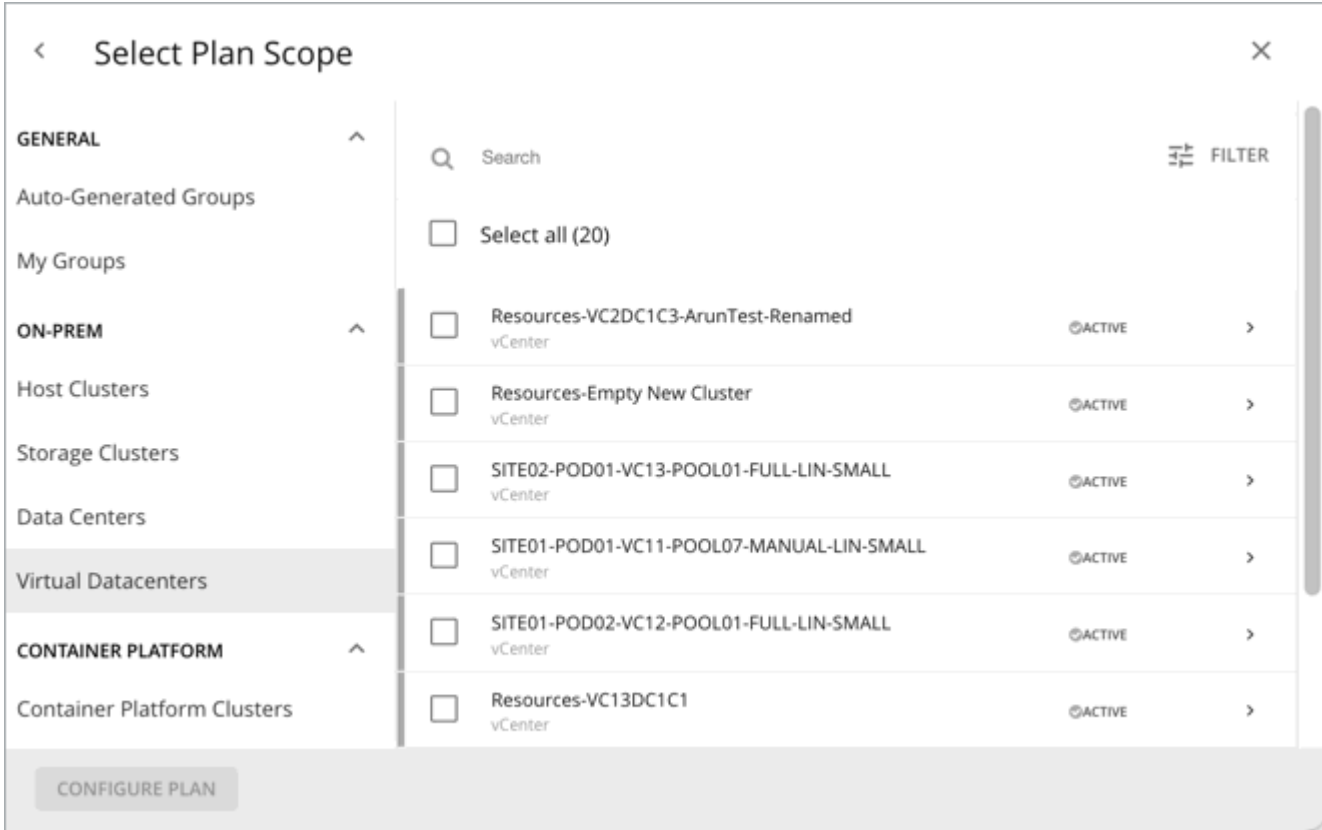 Select Plan Scope
GENERAL
Auto-Generated Groups
My Groups
ON-PREM
Host Clusters
Storage Clusters
Data Centers
Virtual Datacenters
CONTAINER PLATFORM
Container Platform Clusters
Search
FILTER
Select all (20)
Resources-VC2DC1C3-ArunTest-Renamed
vCenter
ACTIVE
Resources-Empty New Cluster
vCenter
ACTIVE
SITE02-POD01-VC13-POOL01-FULL-LIN-SMALL
vCenter
ACTIVE
SITE01-POD01-VC11-POOL07-MANUAL-LIN-SMALL
vCenter
ACTIVE
SITE01-POD02-VC12-POOL01-FULL-LIN-SMALL
vCenter
ACTIVE
Resources-VC13DC1C1
vCenter
ACTIVE
CONFIGURE PLAN